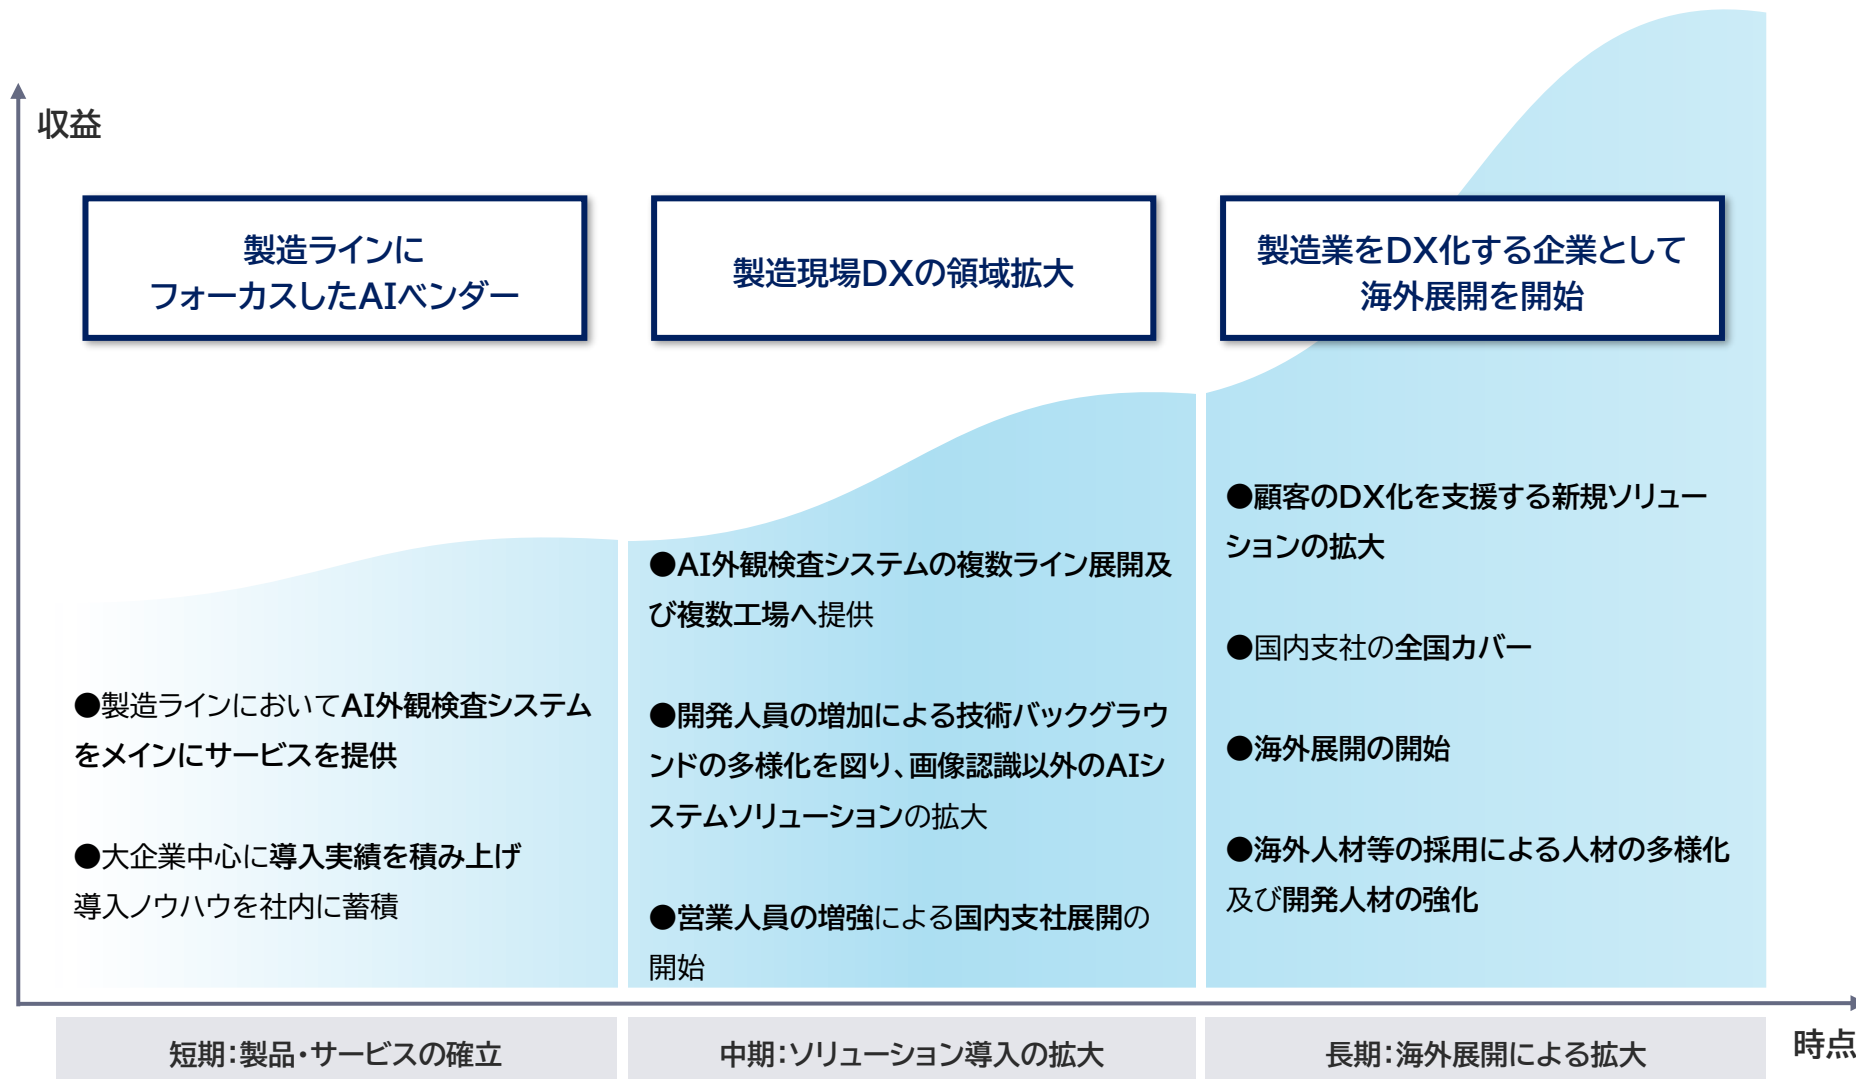 収益
製造ラインに
フォーカスしたAIベンダー
製造現場DXの領域拡大
製造業をDX化する企業として
海外展開を開始
●製造ラインにおいてAI外観検査システム
をメインにサービスを提供
●大企業中心に導入実績を積み上げ
導入ノウハウを社内に蓄積
●AI外観検査システムの複数ライン展開及
び複数工場へ提供
●開発人員の増加による技術バックグラウ
ンドの多様化を図り、画像認識以外のAIシ
ステムソリューションの拡大
●営業人員の増強による国内支社展開の
開始
●顧客のDX化を支援する新規ソリュー
ションの拡大
●国内支社の全国カバー
●海外展開の開始
●海外人材等の採用による人材の多様化
及び開発人材の強化
短期：製品・サービスの確立
中期：ソリューション導入の拡大
長期：海外展開による拡大
時点